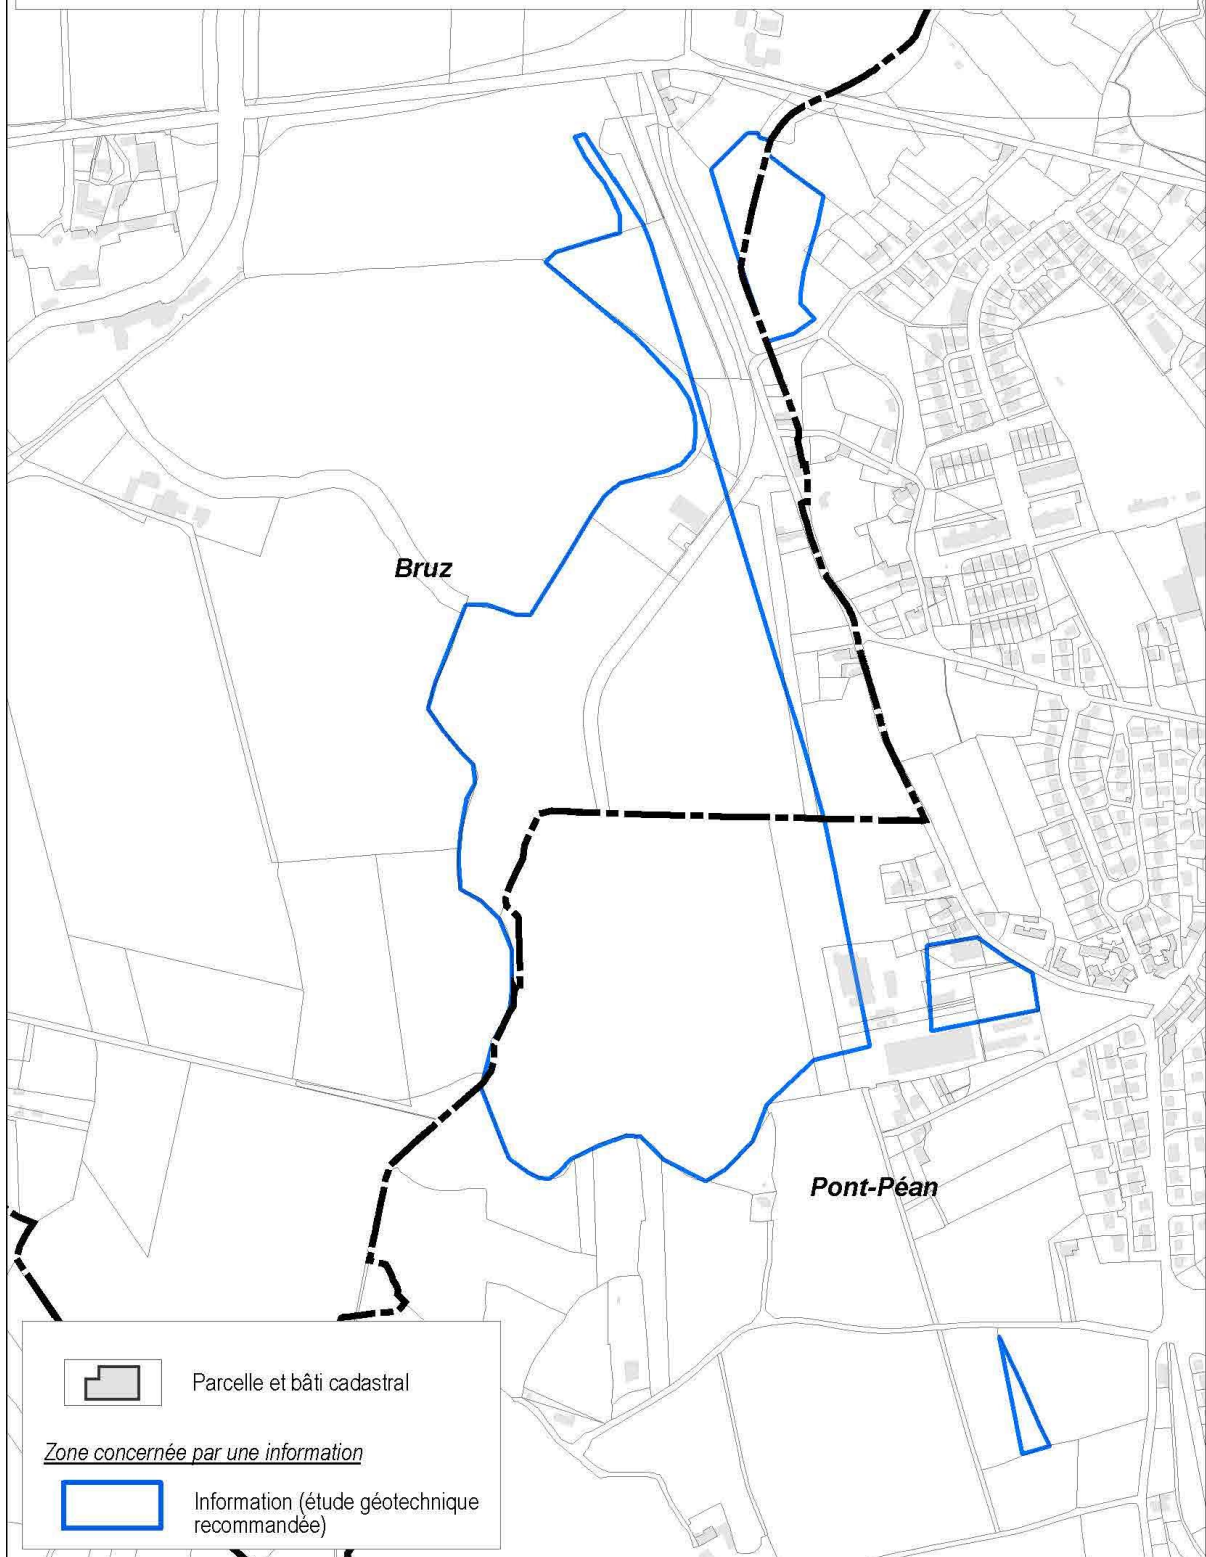 Bruz
Pont-Péan
Parcelle et bâti cadastral
Zone concernée par une information
Information (étude géotechnique
recommandée)